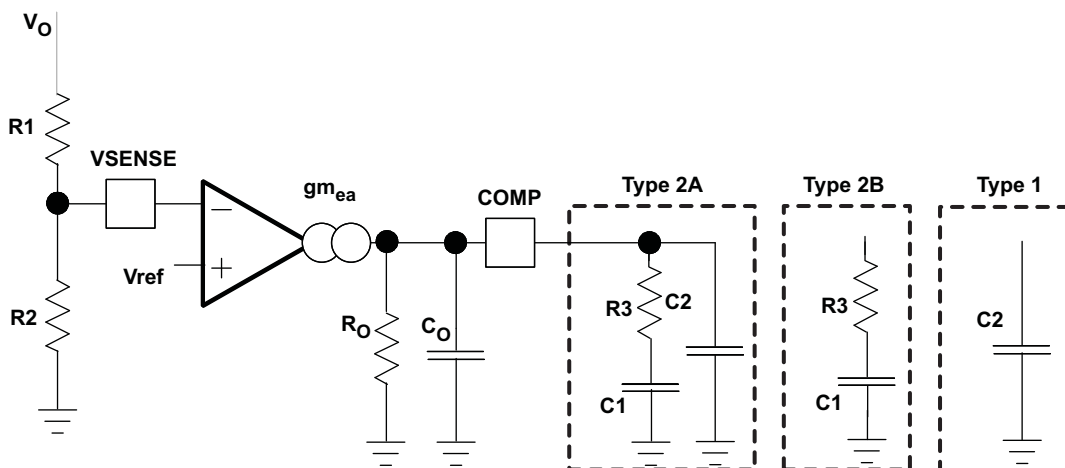 VO
R1
VSENSE
gmea
COMP
Type 2A
Type 2B
Type 1
Vref
R2
RO
CO
R3
C2
C1
R3
C1
C2
−
+